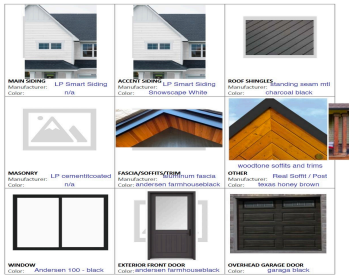 MAIN SIDING
Manufacturer: LP Smart Siding
Color: n/a
ACCENT SIDING
Manufacturer: LP Smart Siding
Color: Snowscape White
ROOF SHINGLES
Manufacturer: standing seam mtl
Color: charcoal black
MASONRY
Manufacturer: LP cementitcoated
Color: n/a
FASCIA/SOFFITS/TRIM
Manufacturer: aluminum fascia
Color: andersen farmhouseblack
woodtone soffits and trims
OTHER
Manufacturer: Real Soffit / Post
Color: texas honey brown
WINDOW
Color: Andersen 100 - black
EXTERIOR FRONT DOOR
Color: andersen farmhouseblack
OVERHEAD GARAGE DOOR
Color: garaga black